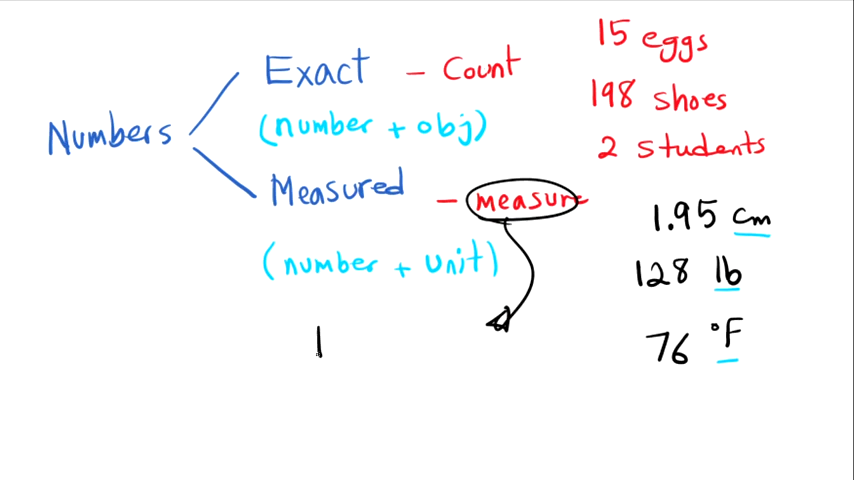 Numbers
Exact - Count
(number + obj)
Measured - measure
(number + unit)
15 eggs
198 shoes
2 students
1.95 cm
128 lb
76 °F